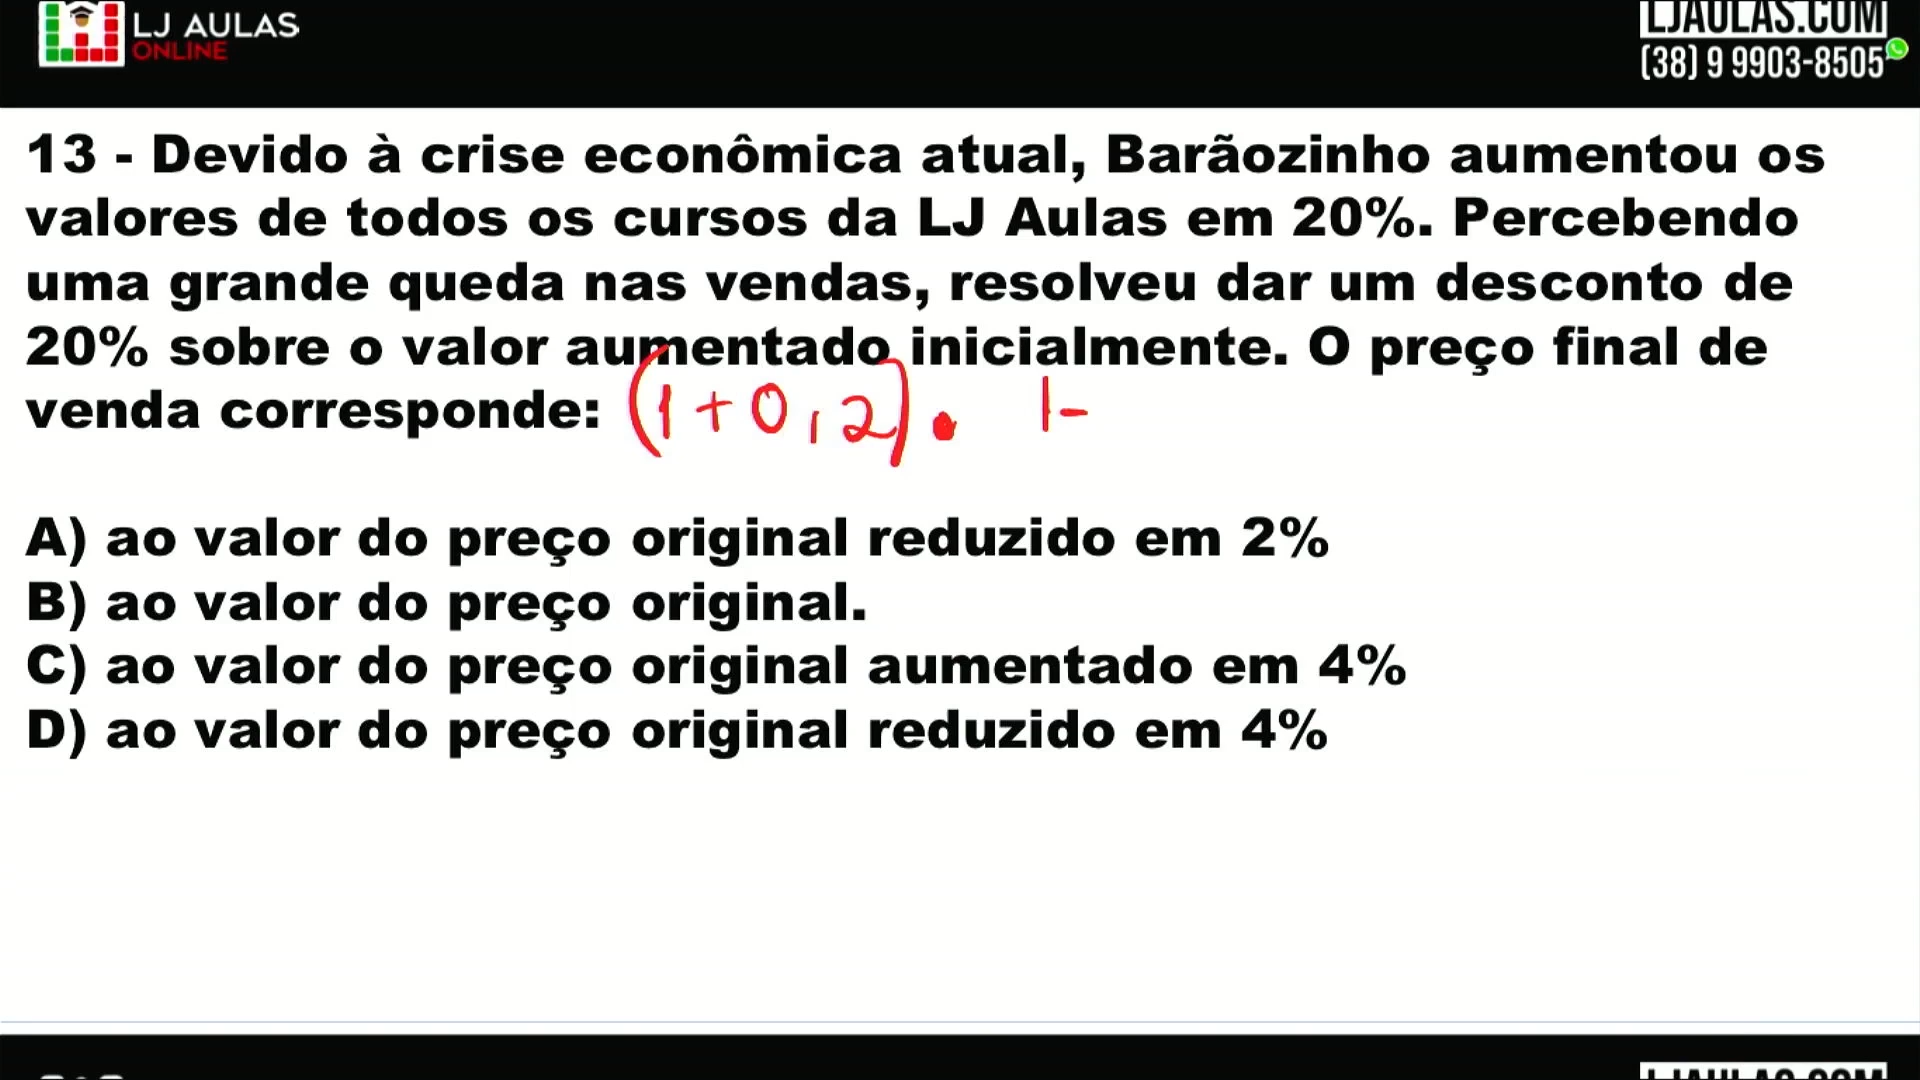 LJ AULAS
ONLINE
LJAULAS.COM
(38) 9 9903-8505
13 - Devido à crise econômica atual, Barãozinho aumentou os
valores de todos os cursos da LJ Aulas em 20%. Percebendo
uma grande queda nas vendas, resolveu dar um desconto de
20% sobre o valor aumentado inicialmente. O preço final de
venda corresponde: (1+0,2). 1-
A) ao valor do preço original reduzido em 2%
B) ao valor do preço original.
C) ao valor do preço original aumentado em 4%
D) ao valor do preço original reduzido em 4%
LJAULAS.COM